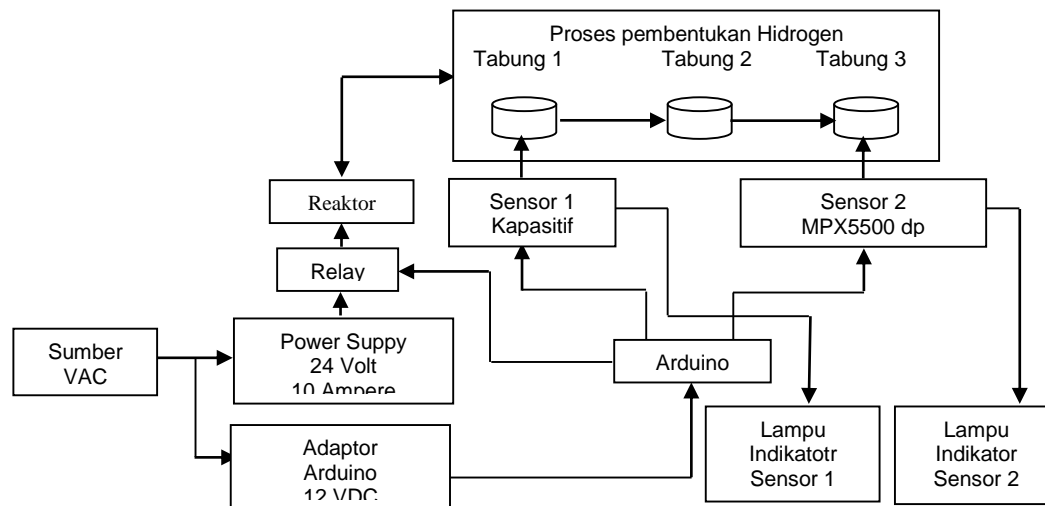 Proses pembentukan Hidrogen
Tabung 1 Tabung 2 Tabung 3
Reaktor
Sensor 1
Kapasitif
Sensor 2
MPX5500 dp
Relay
Sumber
VAC
Power Suppy
24 Volt
10 Ampere
Arduino
Adaptor
Arduino
12 VDC
Lampu
Indikatotr
Sensor 1
Lampu
Indikator
Sensor 2